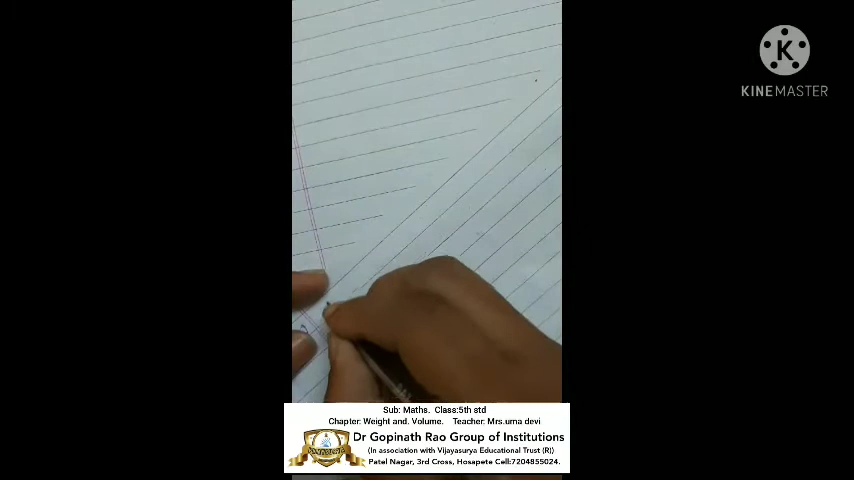 KINEMASTER
Sub: Maths. Class:5th std
Chapter: Weight and, Volume. Teacher: Mrs.uma devi
Dr Gopinath Rao Group of Institutions
(In association with Vijayasurya Educational Trust (R))
Patel Nagar, 3rd Cross, Hosapete Cell:7204855024.